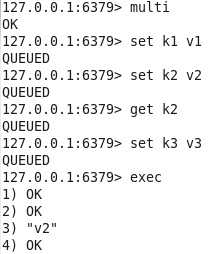 127.0.0.1:6379> multi
OK
127.0.0.1:6379> set k1 v1
QUEUED
127.0.0.1:6379> set k2 v2
QUEUED
127.0.0.1:6379> get k2
QUEUED
127.0.0.1:6379> set k3 v3
QUEUED
127.0.0.1:6379> exec
1) OK
2) OK
3) "v2"
4) OK